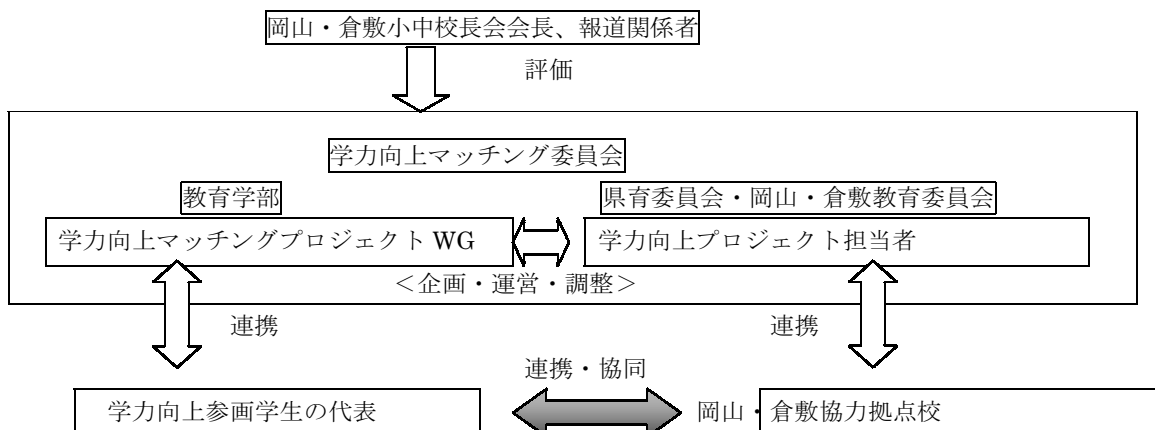 岡山・倉敷小中校長会会長、報道関係者
評価
学力向上マッチング委員会
教育学部
県育委員会・岡山・倉敷教育委員会
学力向上マッチングプロジェクト WG
学力向上プロジェクト担当者
＜企画・運営・調整＞
連携
連携
連携・協同
学力向上参画学生の代表
岡山・倉敷協力拠点校